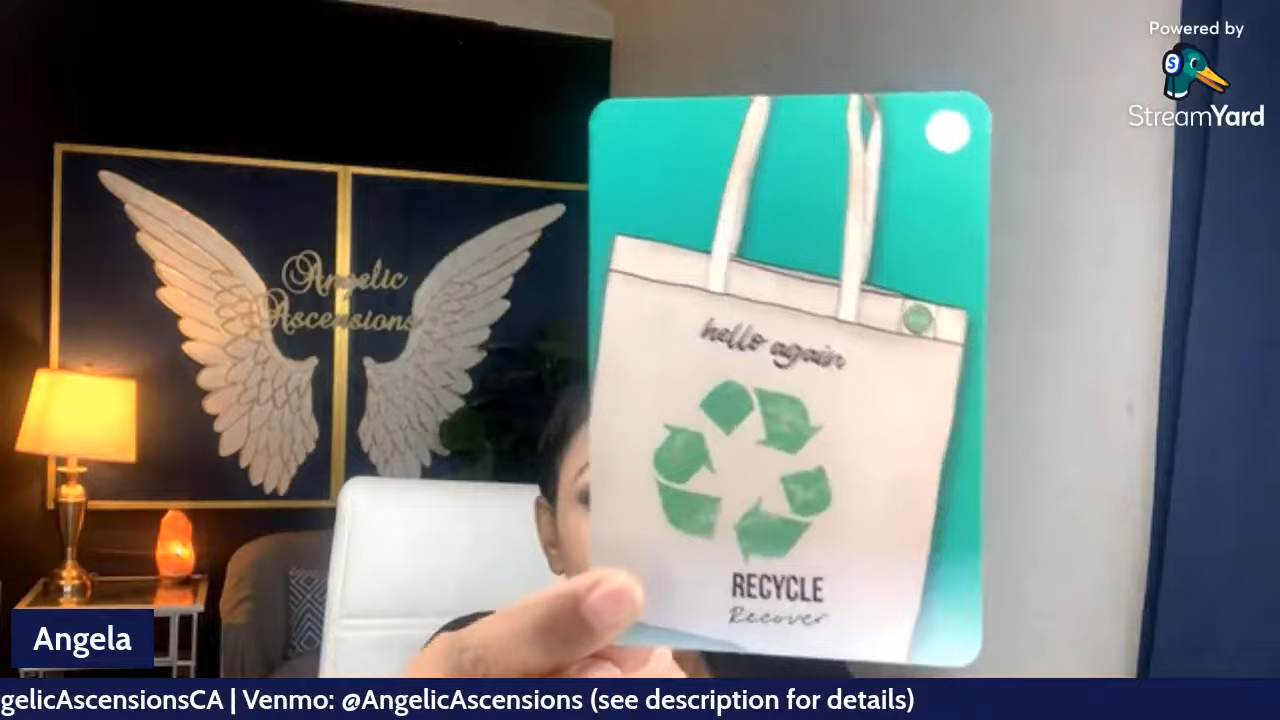 Powered by
StreamYard
Angelic
Ascensions
hello again
RECYCLE
Recover
Angela
gelicAscensionsCA | Venmo: @AngelicAscensions (see description for details)